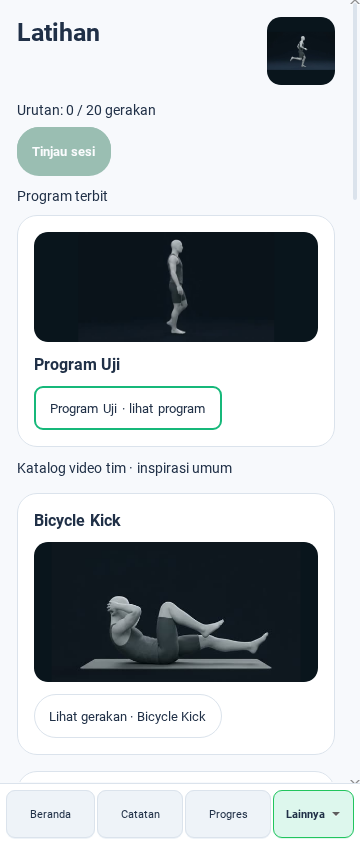 Latihan
Urutan: 0 / 20 gerakan
Tinjau sesi
Program terbit
Program Uji
Program Uji · lihat program
Katalog video tim · inspirasi umum
Bicycle Kick
Lihat gerakan · Bicycle Kick
Beranda
Catatan
Progres
Lainnya